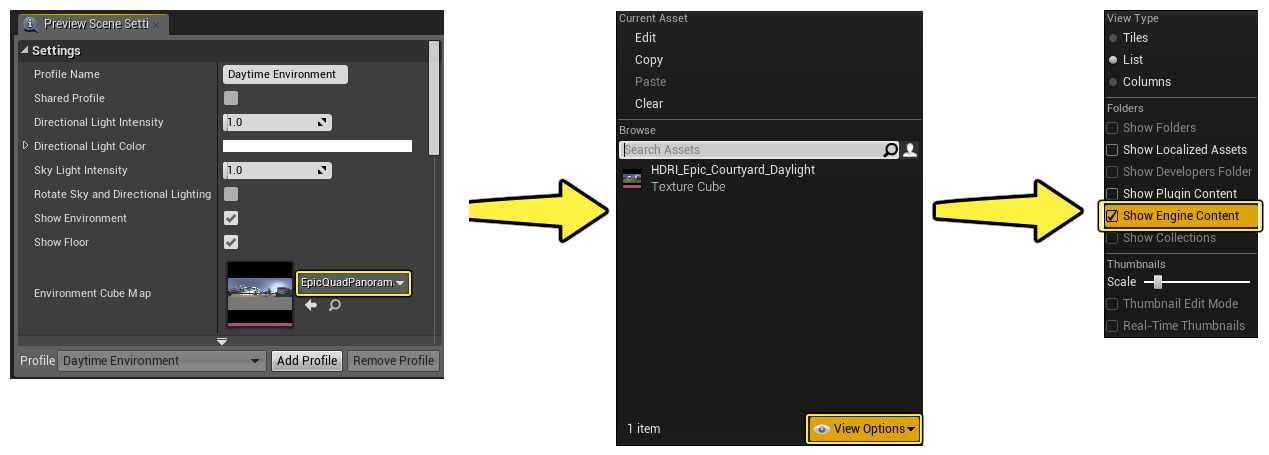 Preview Scene Setti
Settings
Profile Name
Daytime Environment
Shared Profile
Directional Light Intensity
1.0
Directional Light Color
Sky Light Intensity
1.0
Rotate Sky and Directional Lighting
Show Environment
Show Floor
Environment Cube Map
EpicQuadPanoram
Profile
Daytime Environment
Add Profile
Remove Profile
Current Asset
Edit
Copy
Paste
Clear
Browse
Search Assets
HDRI_Epic_Courtyard_Daylight
Texture Cube
1 item
View Options
View Type
Tiles
List
Columns
Folders
Show Folders
Show Localized Assets
Show Developers Folder
Show Plugin Content
Show Engine Content
Show Collections
Thumbnails
Scale
Thumbnail Edit Mode
Real-Time Thumbnails